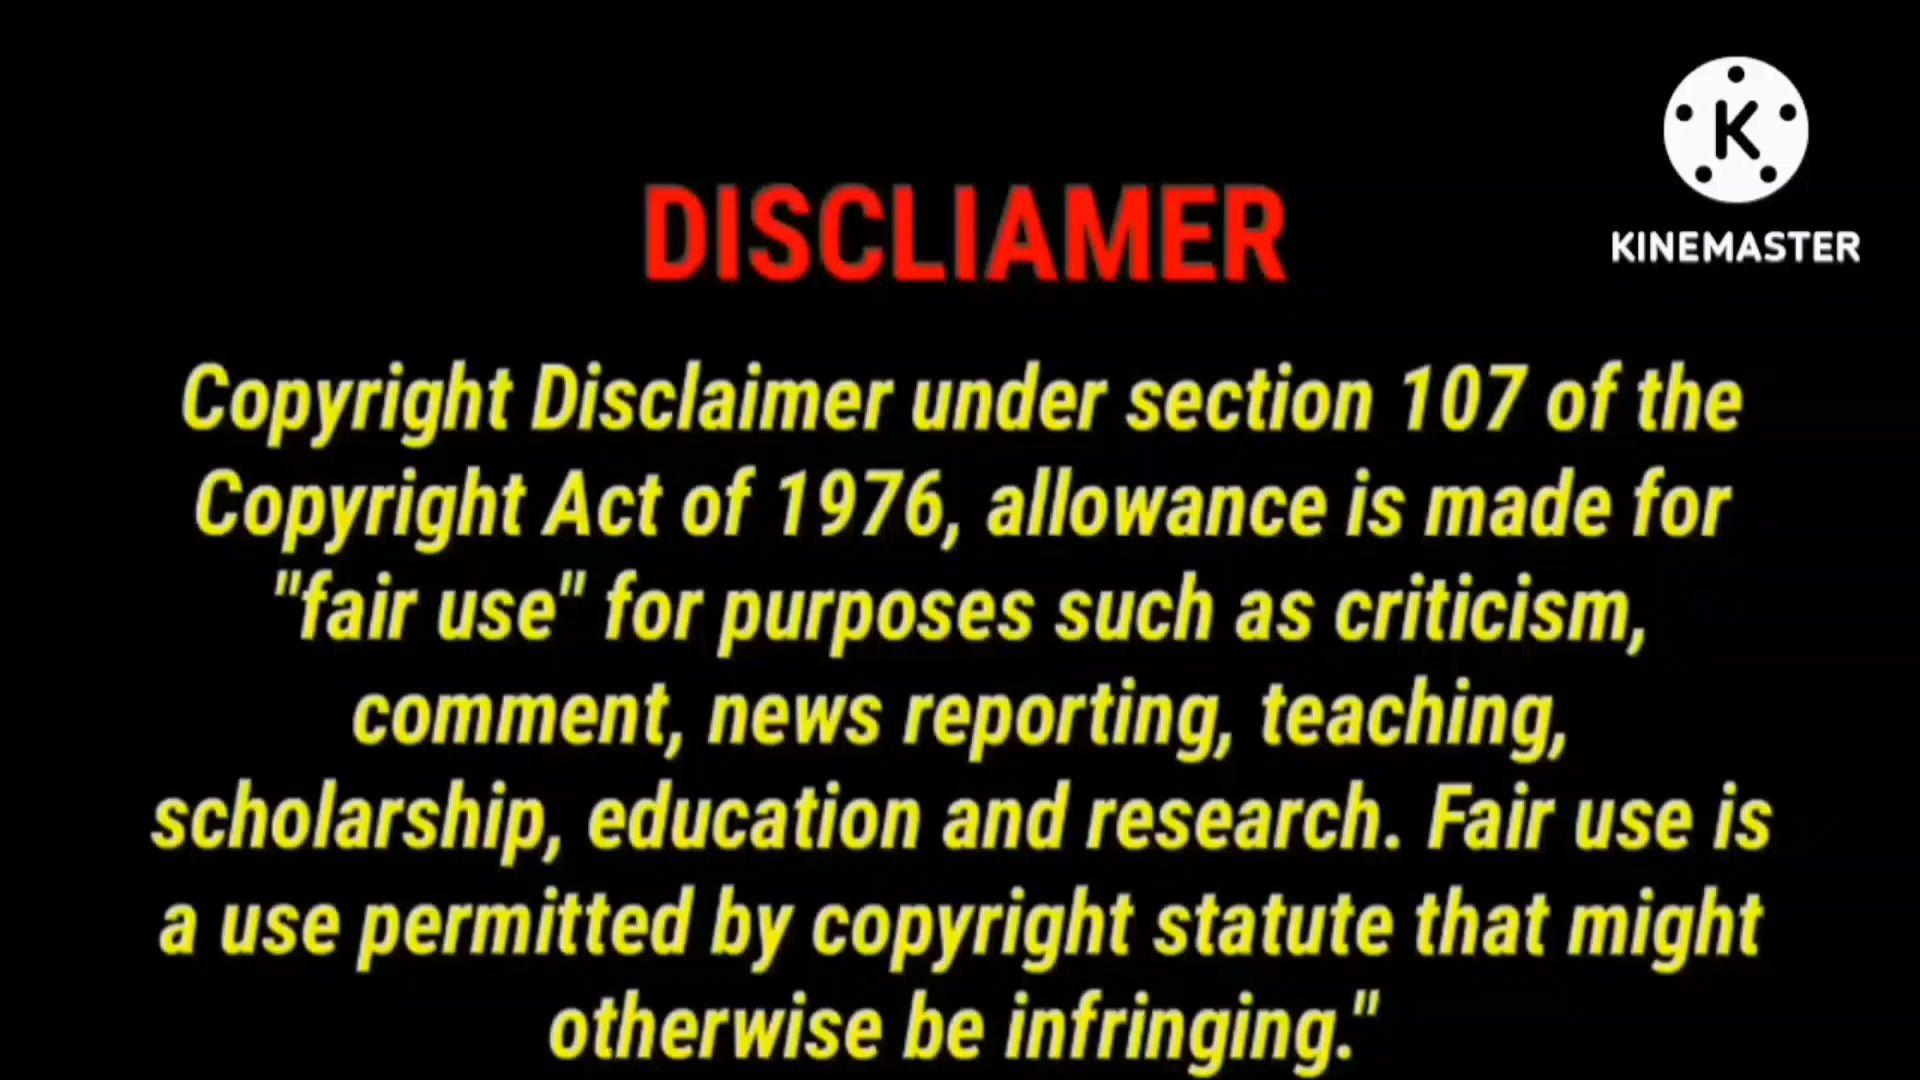 K
KINEMASTER
DISCLIAMER
Copyright Disclaimer under section 107 of the
Copyright Act of 1976, allowance is made for
"fair use" for purposes such as criticism,
comment, news reporting, teaching,
scholarship, education and research. Fair use is
a use permitted by copyright statute that might
otherwise be infringing."